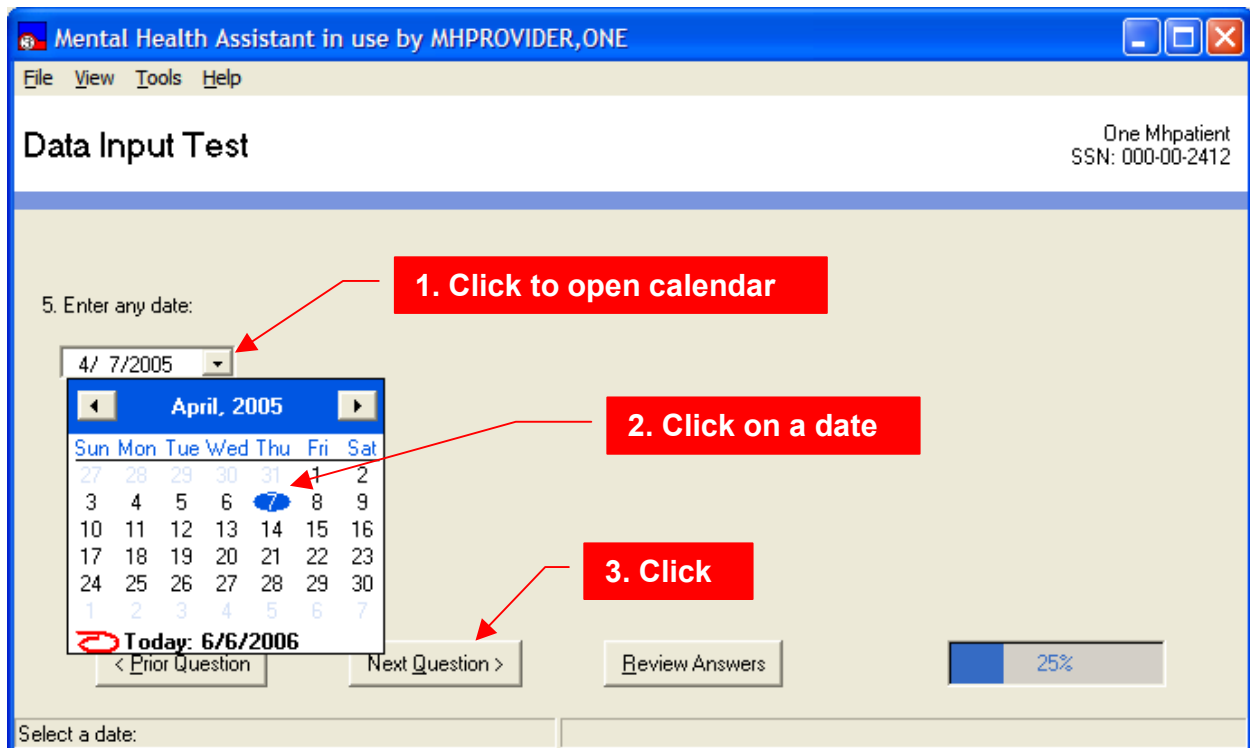 Mental Health Assistant in use by MHPROVIDER,ONE
File View Tools Help
Data Input Test
One Mhpatient
SSN: 000-00-2412
1. Click to open calendar
5. Enter any date:
4/ 7/2005
April, 2005
2. Click on a date
Sun Mon Tue Wed Thu Fri Sat
27 28 29 30 31 1 2
3 4 5 6 7 8 9
10 11 12 13 14 15 16
17 18 19 20 21 22 23
24 25 26 27 28 29 30
1 2 3 4 5 6 7
3. Click
Today: 6/6/2006
< Prior Question Next Question > Review Answers 25%
Select a date: